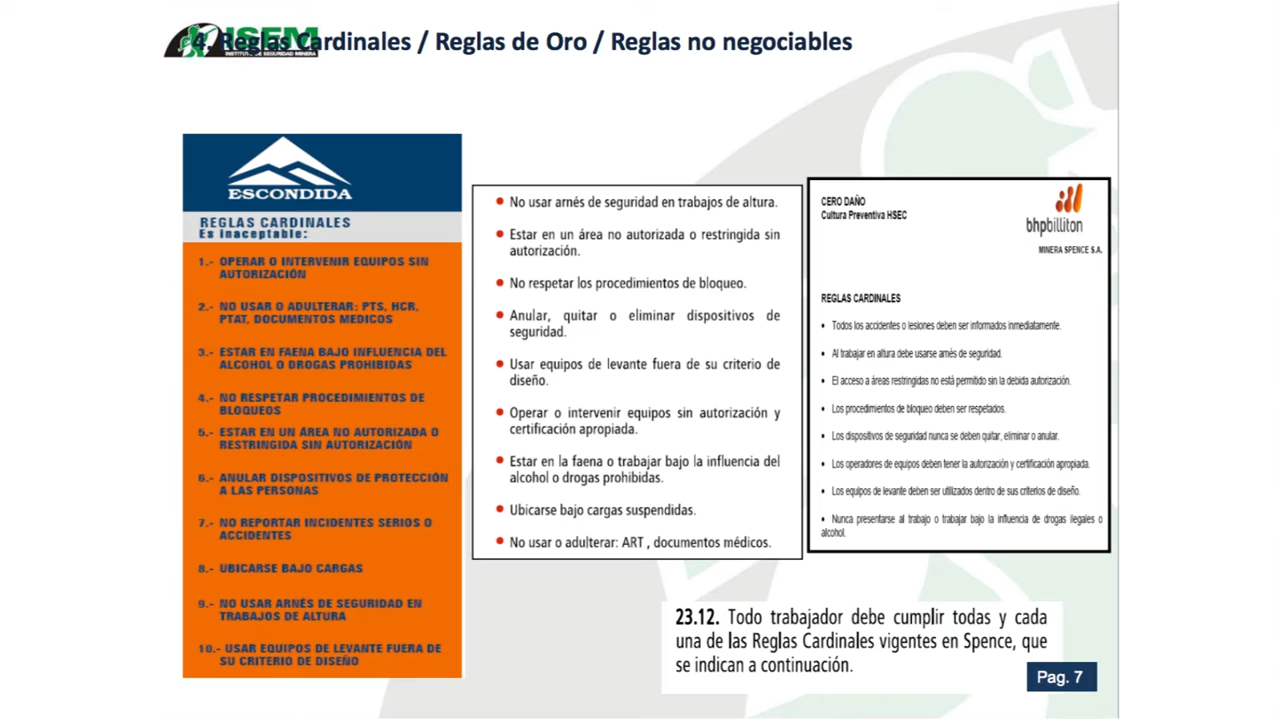 4. Reglas Cardinales / Reglas de Oro / Reglas no negociables
ISEM
INSTITUTO DE SEGURIDAD MINERA
ESCONDIDA
REGLAS CARDINALES
Es inaceptable:
1.- OPERAR O INTERVENIR EQUIPOS SIN
AUTORIZACIÓN
2.- NO USAR O ADULTERAR: PTS, HCR,
PTAT, DOCUMENTOS MEDICOS
3.- ESTAR EN FAENA BAJO INFLUENCIA DEL
ALCOHOL O DROGAS PROHIBIDAS
4.- NO RESPETAR PROCEDIMIENTOS DE
BLOQUEOS
5.- ESTAR EN UN ÁREA NO AUTORIZADA O
RESTRINGIDA SIN AUTORIZACIÓN
6.- ANULAR DISPOSITIVOS DE PROTECCIÓN
A LAS PERSONAS
7.- NO REPORTAR INCIDENTES SERIOS O
ACCIDENTES
8.- UBICARSE BAJO CARGAS
9.- NO USAR ARNÉS DE SEGURIDAD EN
TRABAJOS DE ALTURA
10.- USAR EQUIPOS DE LEVANTE FUERA DE
SU CRITERIO DE DISEÑO
• No usar arnés de seguridad en trabajos de altura.
• Estar en un área no autorizada o restringida sin
autorización.
• No respetar los procedimientos de bloqueo.
• Anular, quitar o eliminar dispositivos de
seguridad.
• Usar equipos de levante fuera de su criterio de
diseño.
• Operar o intervenir equipos sin autorización y
certificación apropiada.
• Estar en la faena o trabajar bajo la influencia del
alcohol o drogas prohibidas.
• Ubicarse bajo cargas suspendidas.
• No usar o adulterar: ART , documentos médicos.
CERO DAÑO
Cultura Preventiva HSEC
bhpbilliton
MINERA SPENCE S.A.
REGLAS CARDINALES
• Todos los accidentes o lesiones deben ser informados inmediatamente.
• Al trabajar en altura debe usarse arnés de seguridad.
• El acceso a áreas restringidas no está permitido sin la debida autorización.
• Los procedimientos de bloqueo deben ser respetados.
• Los dispositivos de seguridad nunca se deben quitar, eliminar o anular.
• Los operadores de equipos deben tener la autorización y certificación apropiada.
• Los equipos de levante deben ser utilizados dentro de sus criterios de diseño.
• Nunca presentarse al trabajo o trabajar bajo la influencia de drogas ilegales o
alcohol.
23.12. Todo trabajador debe cumplir todas y cada
una de las Reglas Cardinales vigentes en Spence, que
se indican a continuación.
Pag. 7